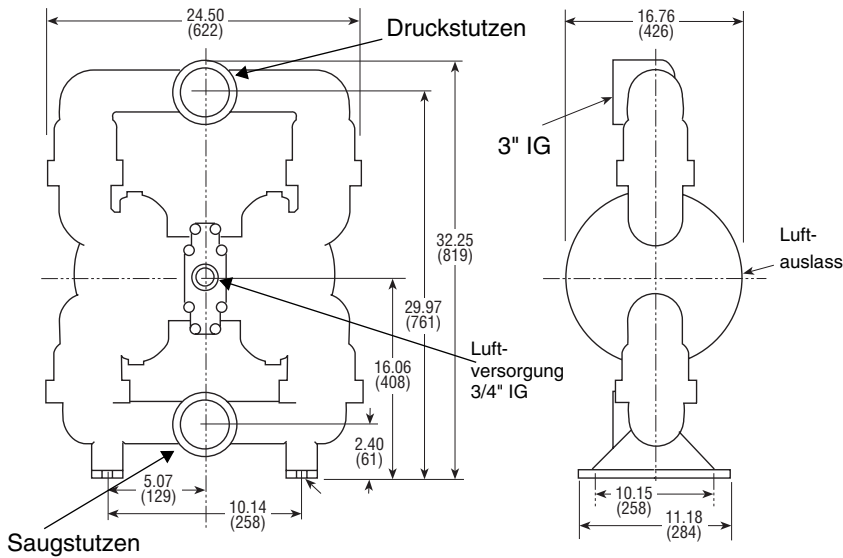 24.50
(622)
Druckstutzen
16.76
(426)
3" IG
32.25
(819)
Luft-
auslass
29.97
(761)
Luft-
versorgung
3/4" IG
16.06
(408)
2.40
(61)
5.07
(129)
10.14
(258)
10.15
(258)
11.18
(284)
Saugstutzen